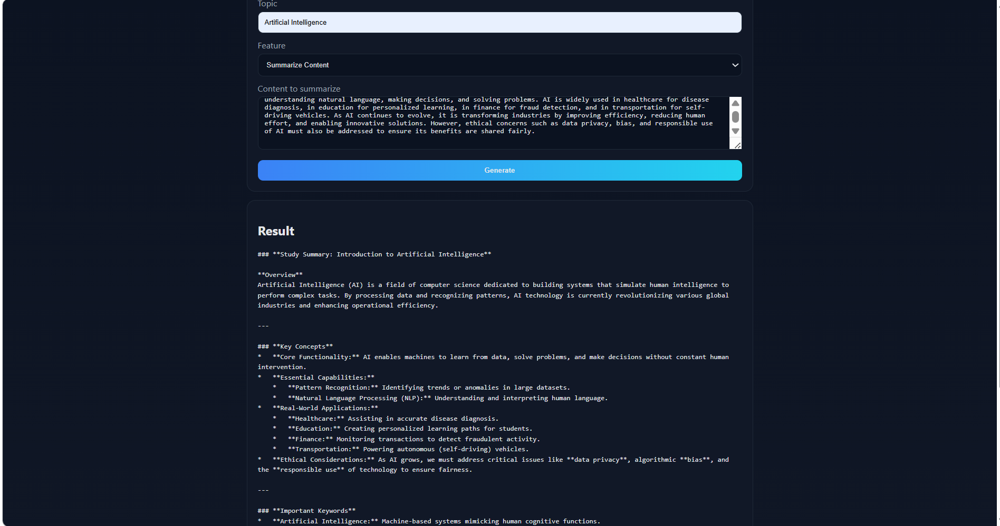 Topic
Artificial Intelligence
Feature
Summarize Content
Content to summarize
understanding natural language, making decisions, and solving problems. AI is widely used in healthcare for disease
diagnosis, in education for personalized learning, in finance for fraud detection, and in transportation for self-
driving vehicles. As AI continues to evolve, it is transforming industries by improving efficiency, reducing human
effort, and enabling innovative solutions. However, ethical concerns such as data privacy, bias, and responsible use
of AI must also be addressed to ensure its benefits are shared fairly.
Generate
Result
### **Study Summary: Introduction to Artificial Intelligence**
**Overview**
Artificial Intelligence (AI) is a field of computer science dedicated to building systems that simulate human intelligence to
perform complex tasks. By processing data and recognizing patterns, AI technology is currently revolutionizing various global
industries and enhancing operational efficiency.
---
### **Key Concepts**
*   **Core Functionality:** AI enables machines to learn from data, solve problems, and make decisions without constant human
intervention.
*   **Essential Capabilities:**
    *   **Pattern Recognition:** Identifying trends or anomalies in large datasets.
    *   **Natural Language Processing (NLP):** Understanding and interpreting human language.
*   **Real-World Applications:**
    *   **Healthcare:** Assisting in accurate disease diagnosis.
    *   **Education:** Creating personalized learning paths for students.
    *   **Finance:** Monitoring transactions to detect fraudulent activity.
    *   **Transportation:** Powering autonomous (self-driving) vehicles.
*   **Ethical Considerations:** As AI grows, we must address critical issues like **data privacy**, algorithmic **bias**, and
the **responsible use** of technology to ensure fairness.
---
### **Important Keywords**
*   **Artificial Intelligence:** Machine-based systems mimicking human cognitive functions.